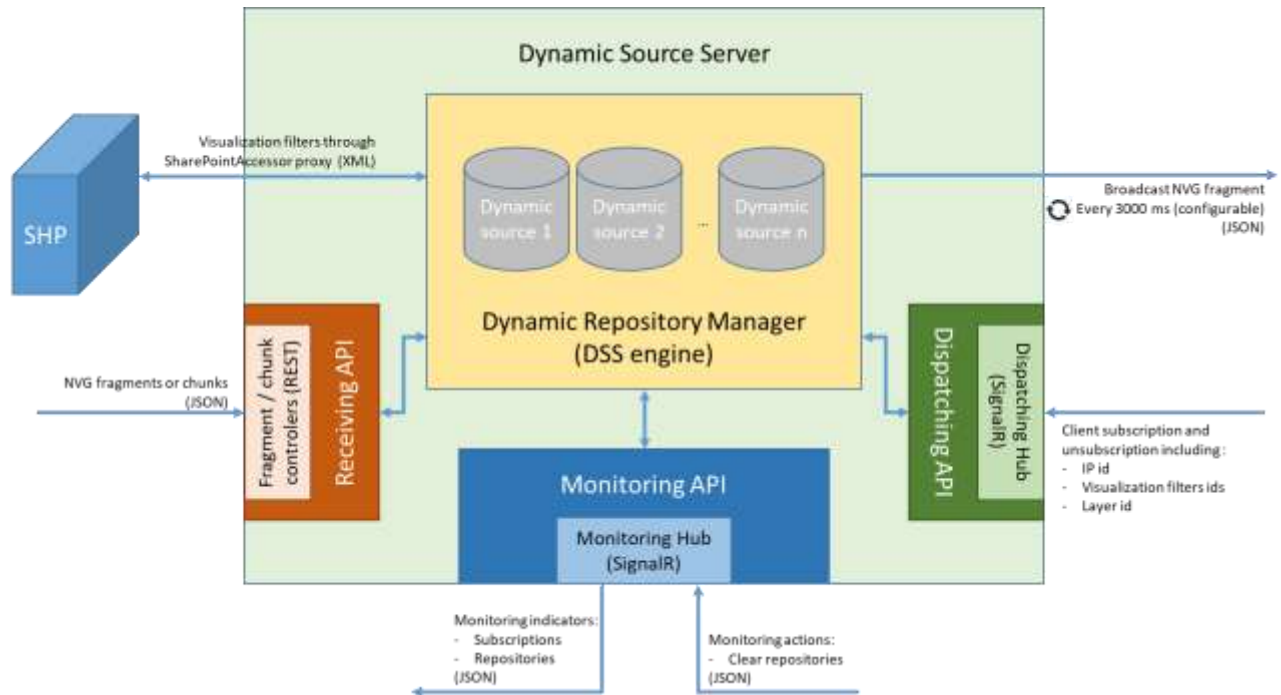 Dynamic Source Server
Visualization filters through
SharePointAccessor proxy (XML)
SHP
Dynamic
source 1
Dynamic
source 2
...
Dynamic
source n
Dynamic Repository Manager
(DSS engine)
Broadcast NVG fragment
Every 3000 ms (configurable)
(JSON)
NVG fragments or chunks
(JSON)
Fragment / chunk
controlers (REST)
Receiving API
Dispatching API
Dispatching Hub
(SignalR)
Client subscription and
unsubscription including:
- IP id
- Visualization filters ids
- Layer id
Monitoring API
Monitoring Hub
(SignalR)
Monitoring indicators:
- Subscriptions
- Repositories
(JSON)
Monitoring actions:
- Clear repositories
(JSON)